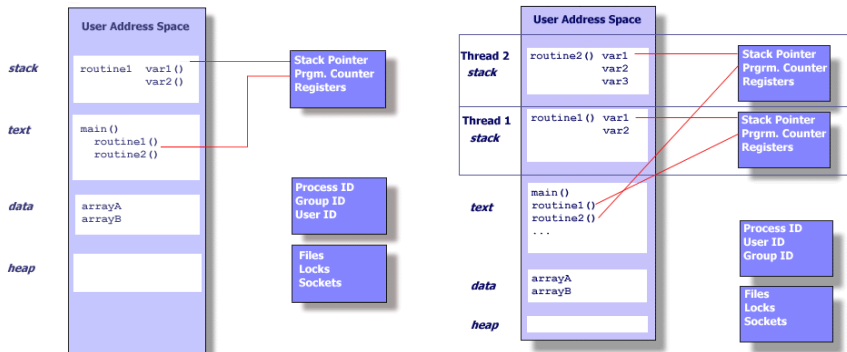 User Address Space
stack
routine1 var1()
var2()
Stack Pointer
Prgrm. Counter
Registers
text
main()
routine1()
routine2()
data
arrayA
arrayB
Process ID
Group ID
User ID
heap
Files
Locks
Sockets
User Address Space
Thread 2
stack
routine2() var1
var2
var3
Stack Pointer
Prgrm. Counter
Registers
Thread 1
stack
routine1() var1
var2
Stack Pointer
Prgrm. Counter
Registers
text
main()
routine1()
routine2()
...
Process ID
User ID
Group ID
data
arrayA
arrayB
Files
Locks
Sockets
heap